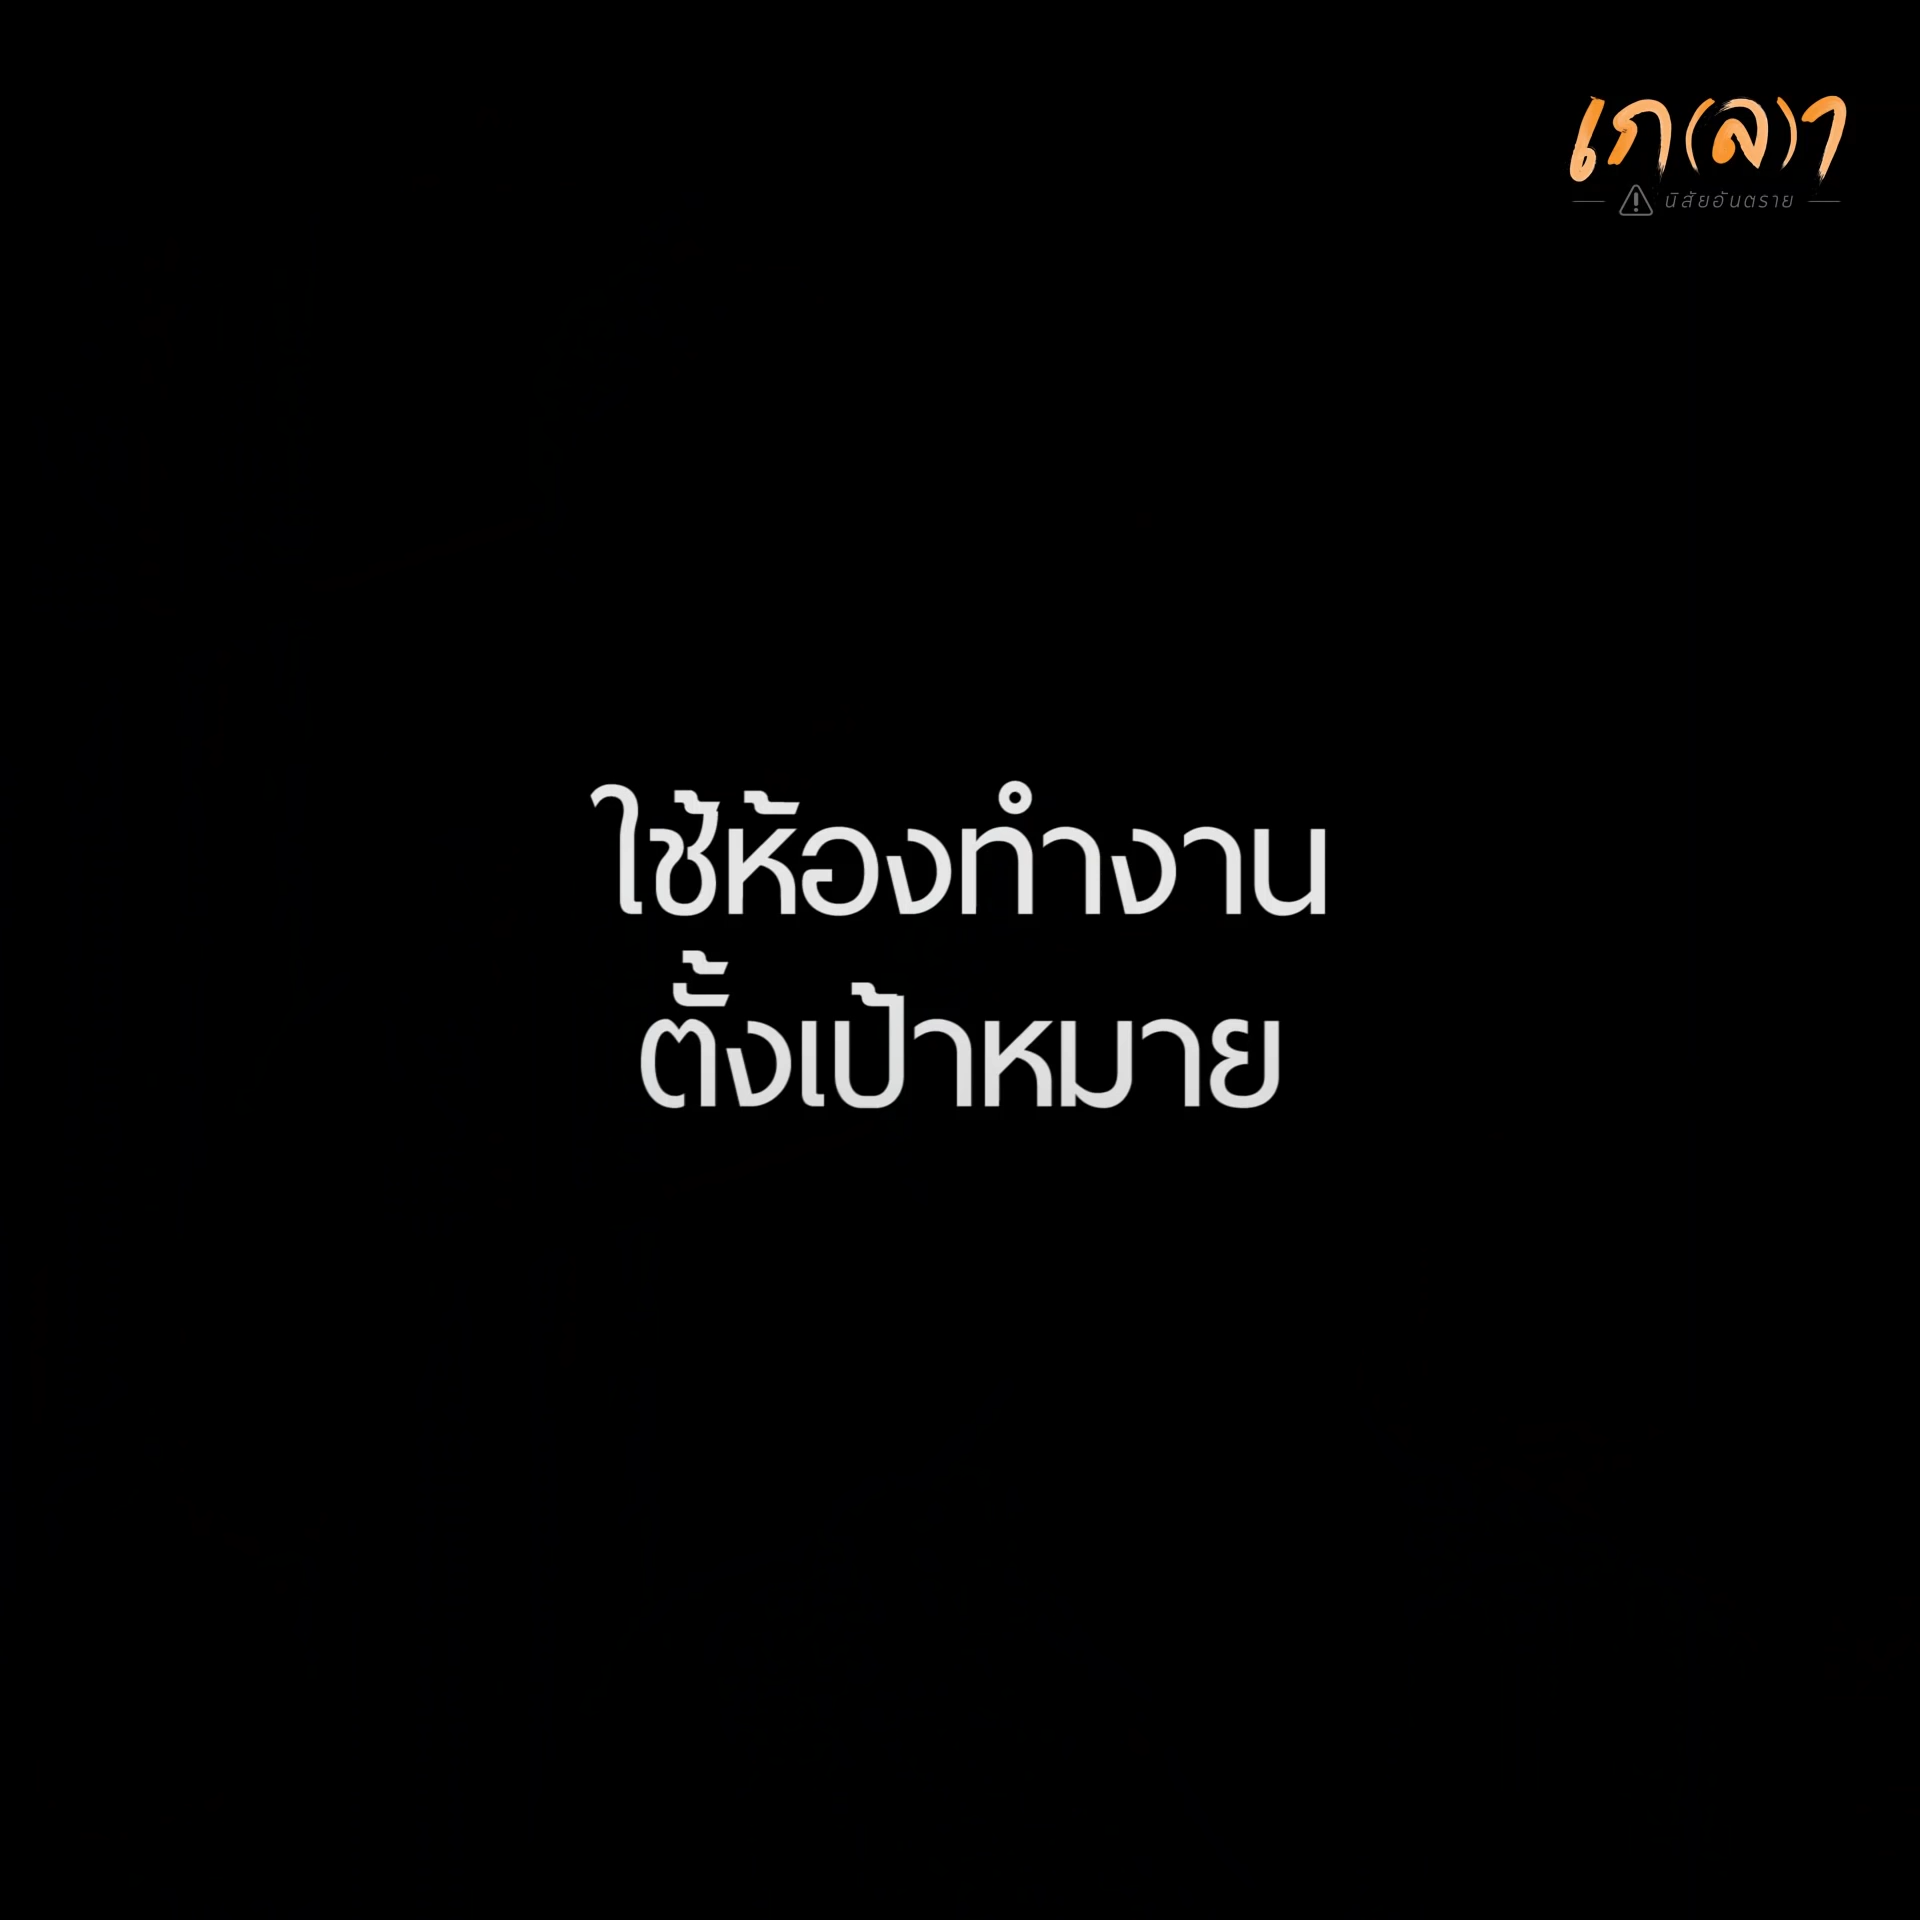 เก(ล)า
นิสัยอันตราย
ใช้ห้องทำงาน
ตั้งเป้าหมาย